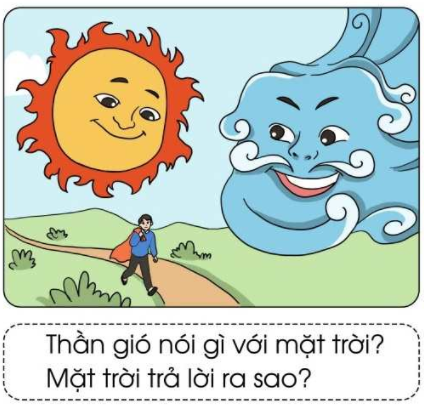 Thần gió nói gì với mặt trời?
Mặt trời trả lời ra sao?